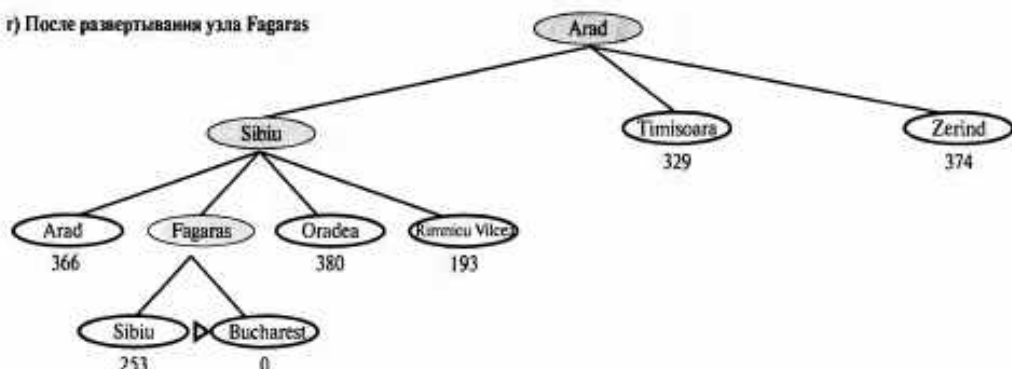 г) После развертывания узла Fagaras
Arad
Sibiu
Timisoara
Zerind
329
374
Arad
Fagaras
Oradea
Rimnicu Vilcea
366
380
193
Sibiu
Bucharest
253
0